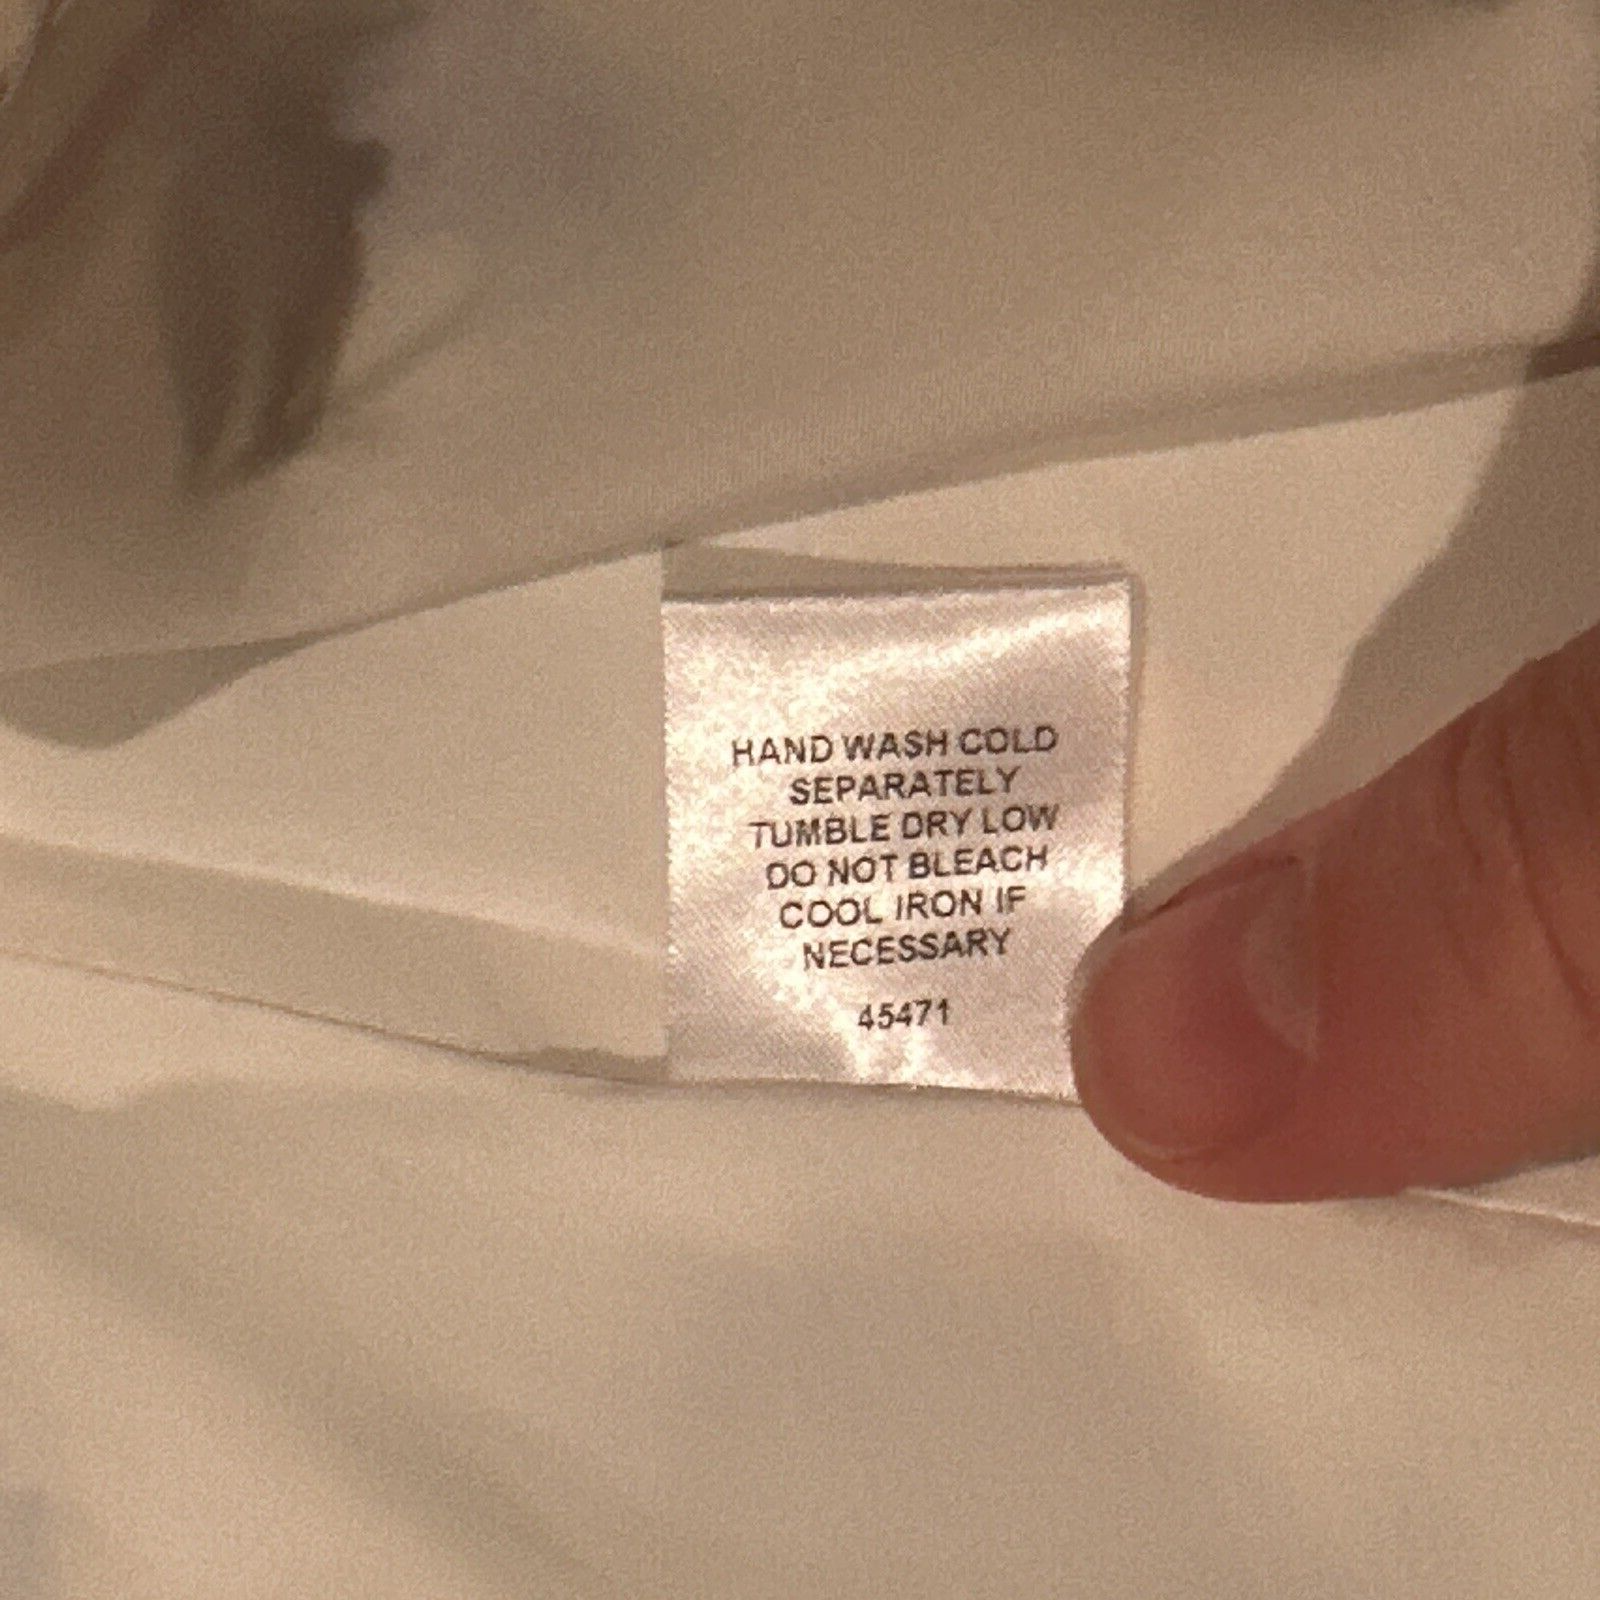 HAND WASH COLD
SEPARATELY
TUMBLE DRY LOW
DO NOT BLEACH
COOL IRON IF
NECESSARY
45471